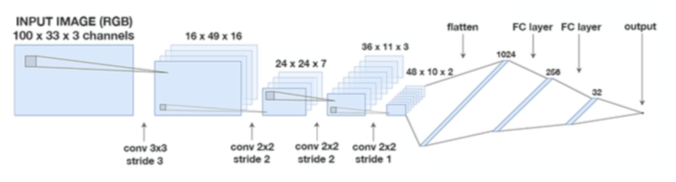 INPUT IMAGE (RGB)
100 x 33 x 3 channels
16 x 49 x 16
24 x 24 x 7
36 x 11 x 3
48 x 10 x 2
flatten
FC layer
FC layer
output
1024
256
32
conv 3x3
stride 3
conv 2x2
stride 2
conv 2x2
stride 2
conv 2x2
stride 1